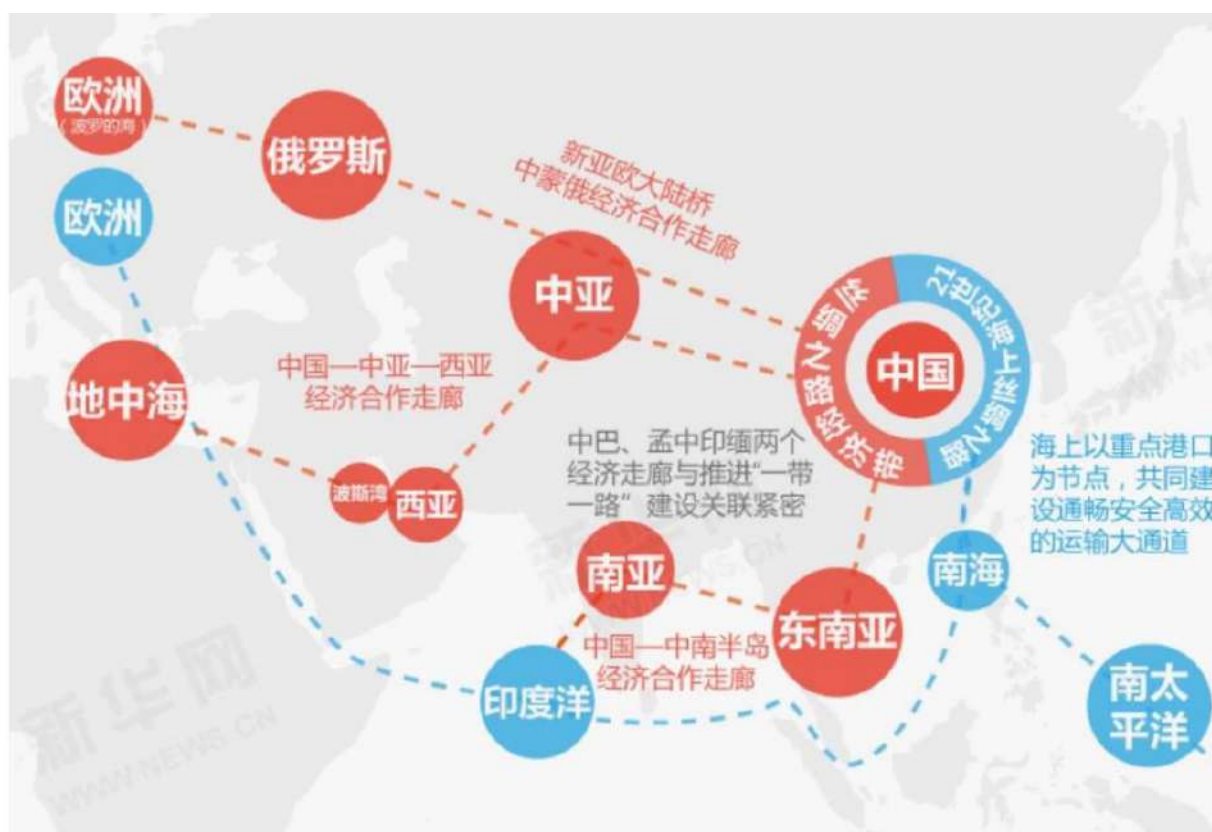 欧洲
（波罗的海）
俄罗斯
欧洲
新亚欧大陆桥
中蒙俄经济合作走廊
中亚
丝绸之路经济带
21世纪海上丝绸之路
中国
地中海
中国—中亚—西亚
经济合作走廊
波斯湾
西亚
中巴、孟中印缅两个
经济走廊与推进“一带
一路”建设关联紧密
海上以重点港口
为节点，共同建
设通畅安全高效
的运输大通道
南亚
南海
东南亚
中国—中南半岛
经济合作走廊
印度洋
南太
平洋
新华网
WWW.NEWS.CN